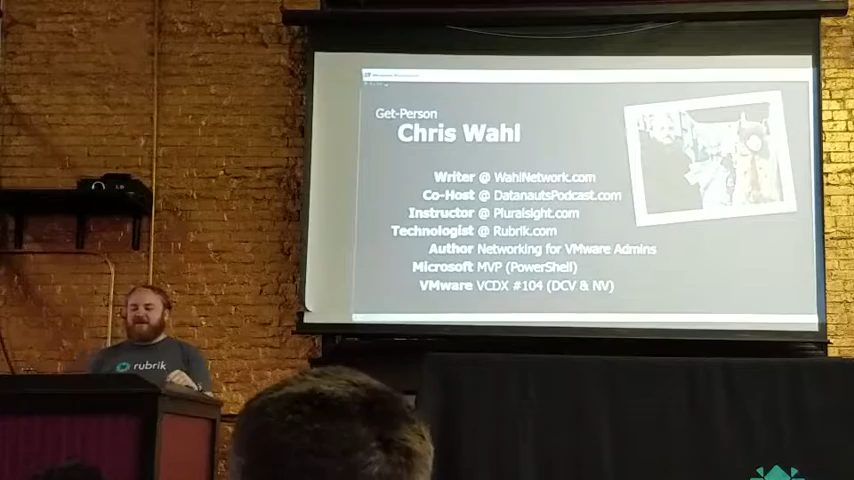 Get-Person
Chris Wahl
Writer @ WahlNetwork.com
Co-Host @ DatanautsPodcast.com
Instructor @ Pluralsight.com
Technologist @ Rubrik.com
Author Networking for VMware Admins
Microsoft MVP (PowerShell)
VMware VCDX #104 (DCV & NV)
rubrik